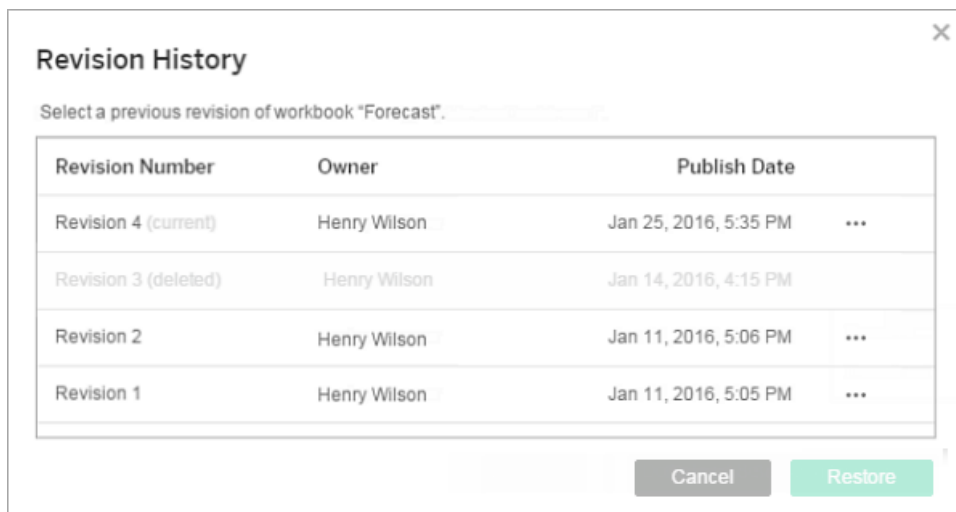 Revision History
Select a previous revision of workbook “Forecast”.
Revision Number Owner Publish Date
Revision 4 (current) Henry Wilson Jan 25, 2016, 5:35 PM •••
Revision 3 (deleted) Henry Wilson Jan 14, 2016, 4:15 PM
Revision 2 Henry Wilson Jan 11, 2016, 5:06 PM •••
Revision 1 Henry Wilson Jan 11, 2016, 5:05 PM •••
Cancel Restore